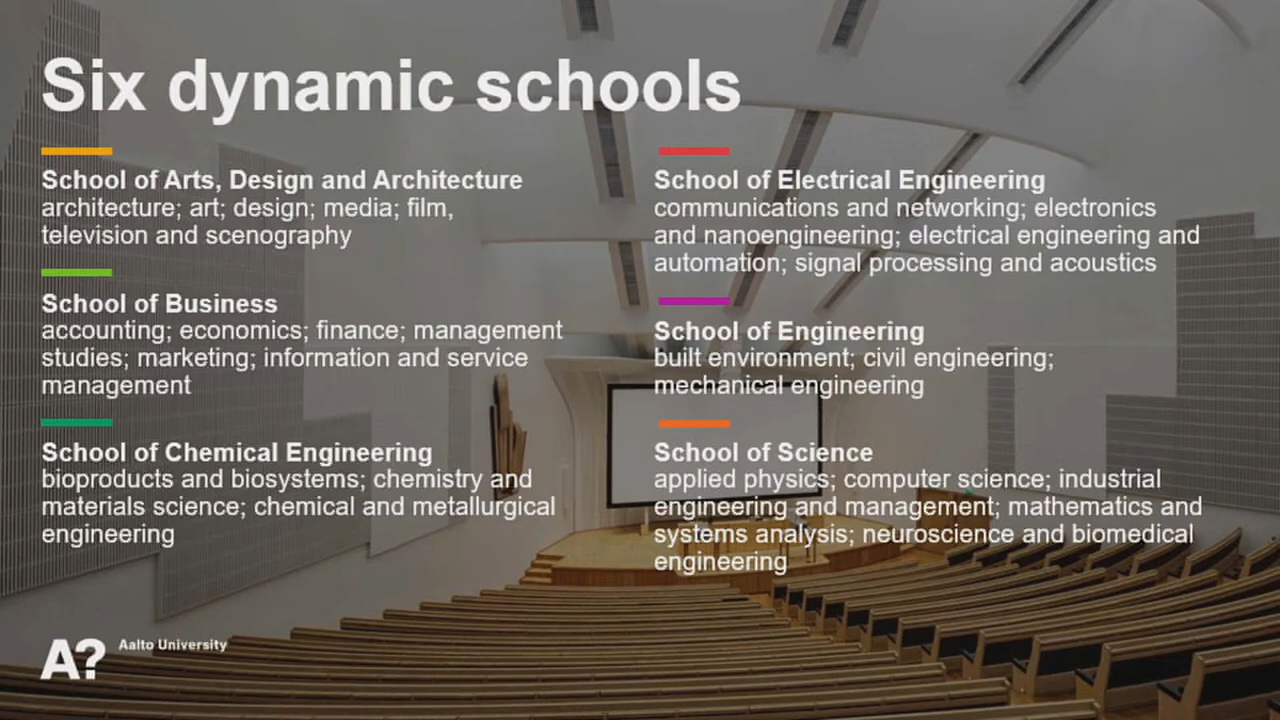 Six dynamic schools
School of Arts, Design and Architecture
architecture; art; design; media; film,
television and scenography
School of Business
accounting; economics; finance; management
studies; marketing; information and service
management
School of Chemical Engineering
bioproducts and biosystems; chemistry and
materials science; chemical and metallurgical
engineering
School of Electrical Engineering
communications and networking; electronics
and nanoengineering; electrical engineering and
automation; signal processing and acoustics
School of Engineering
built environment; civil engineering;
mechanical engineering
School of Science
applied physics; computer science; industrial
engineering and management; mathematics and
systems analysis; neuroscience and biomedical
engineering
A? Aalto University